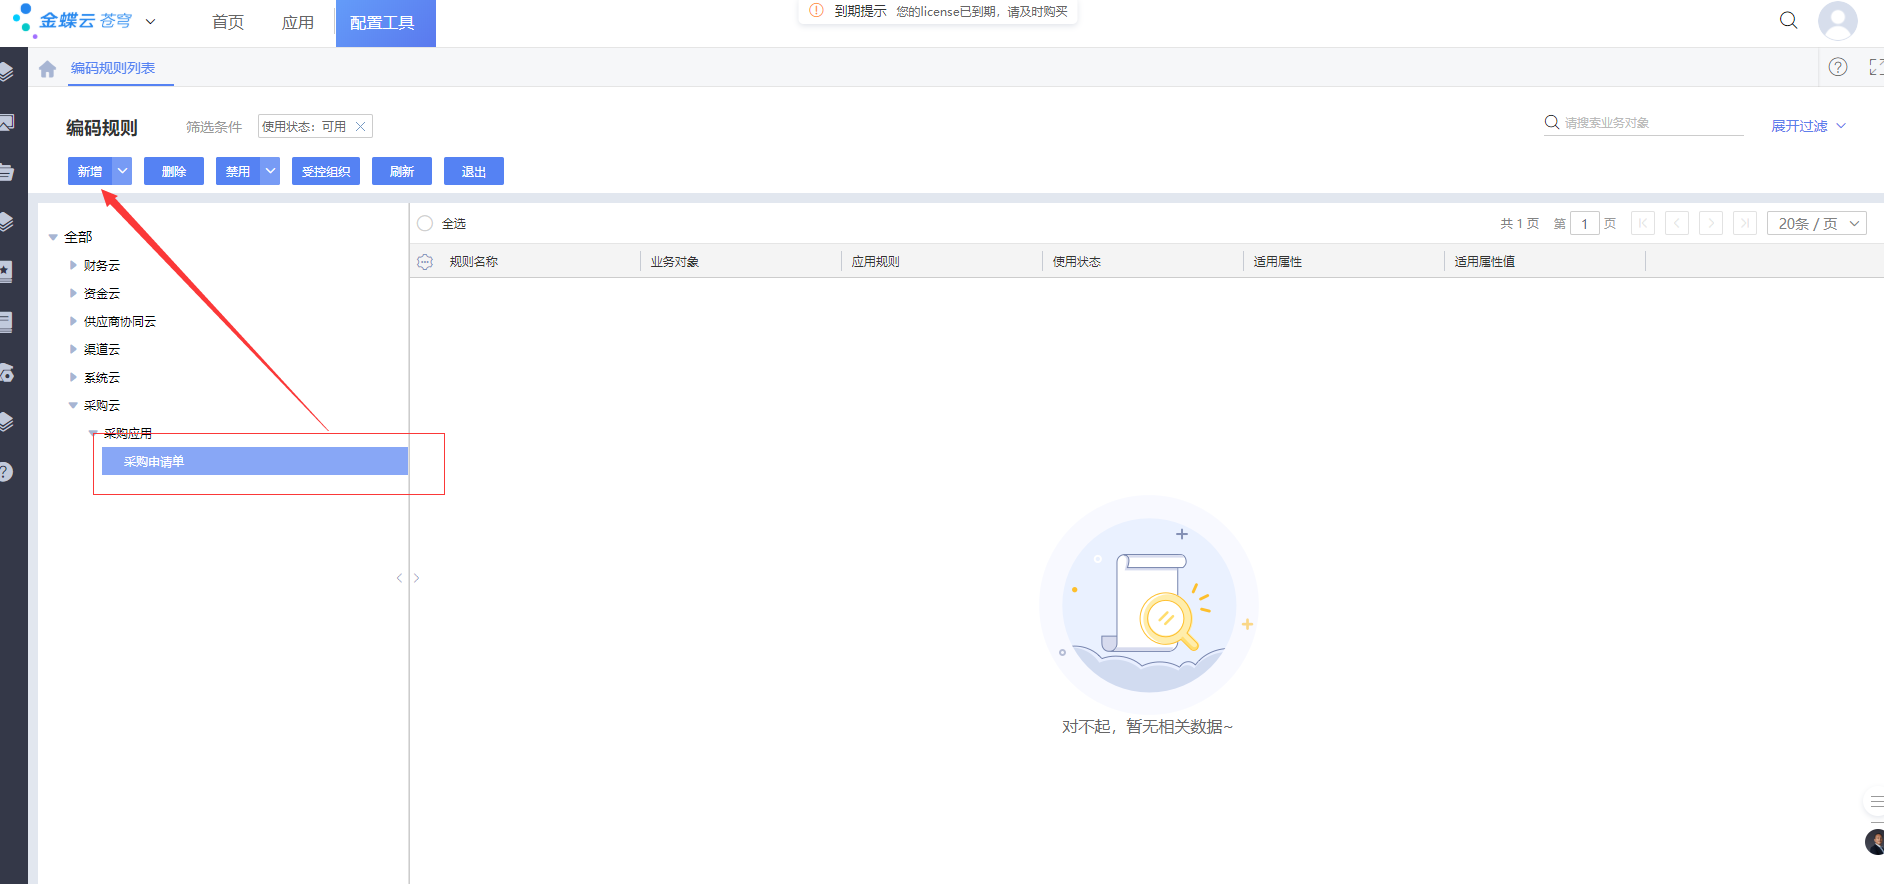 金蝶云 苍穹
首页
应用
配置工具
到期提示 您的license已到期，请及时购买
编码规则列表
编码规则
筛选条件
使用状态：可用
请搜索业务对象
展开过滤
新增
删除
禁用
受控组织
刷新
退出
全部
财务云
资金云
供应商协同云
渠道云
系统云
采购云
采购应用
采购申请单
全选
共 1 页 第 1 页
20条 / 页
规则名称
业务对象
应用规则
使用状态
适用属性
适用属性值
对不起，暂无相关数据~